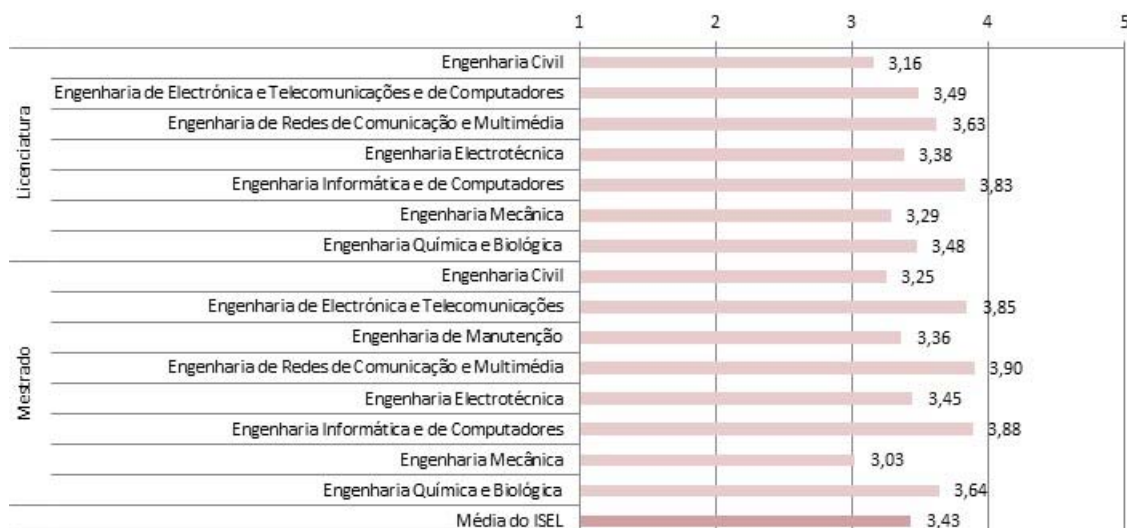 1 2 3 4 5
Licenciatura
Engenharia Civil 3,16
Engenharia de Electrónica e Telecomunicações e de Computadores 3,49
Engenharia de Redes de Comunicação e Multimédia 3,63
Engenharia Electrotécnica 3,38
Engenharia Informática e de Computadores 3,83
Engenharia Mecânica 3,29
Engenharia Química e Biológica 3,48
Mestrado
Engenharia Civil 3,25
Engenharia de Electrónica e Telecomunicações 3,85
Engenharia de Manutenção 3,36
Engenharia de Redes de Comunicação e Multimédia 3,90
Engenharia Electrotécnica 3,45
Engenharia Informática e de Computadores 3,88
Engenharia Mecânica 3,03
Engenharia Química e Biológica 3,64
Média do ISEL 3,43